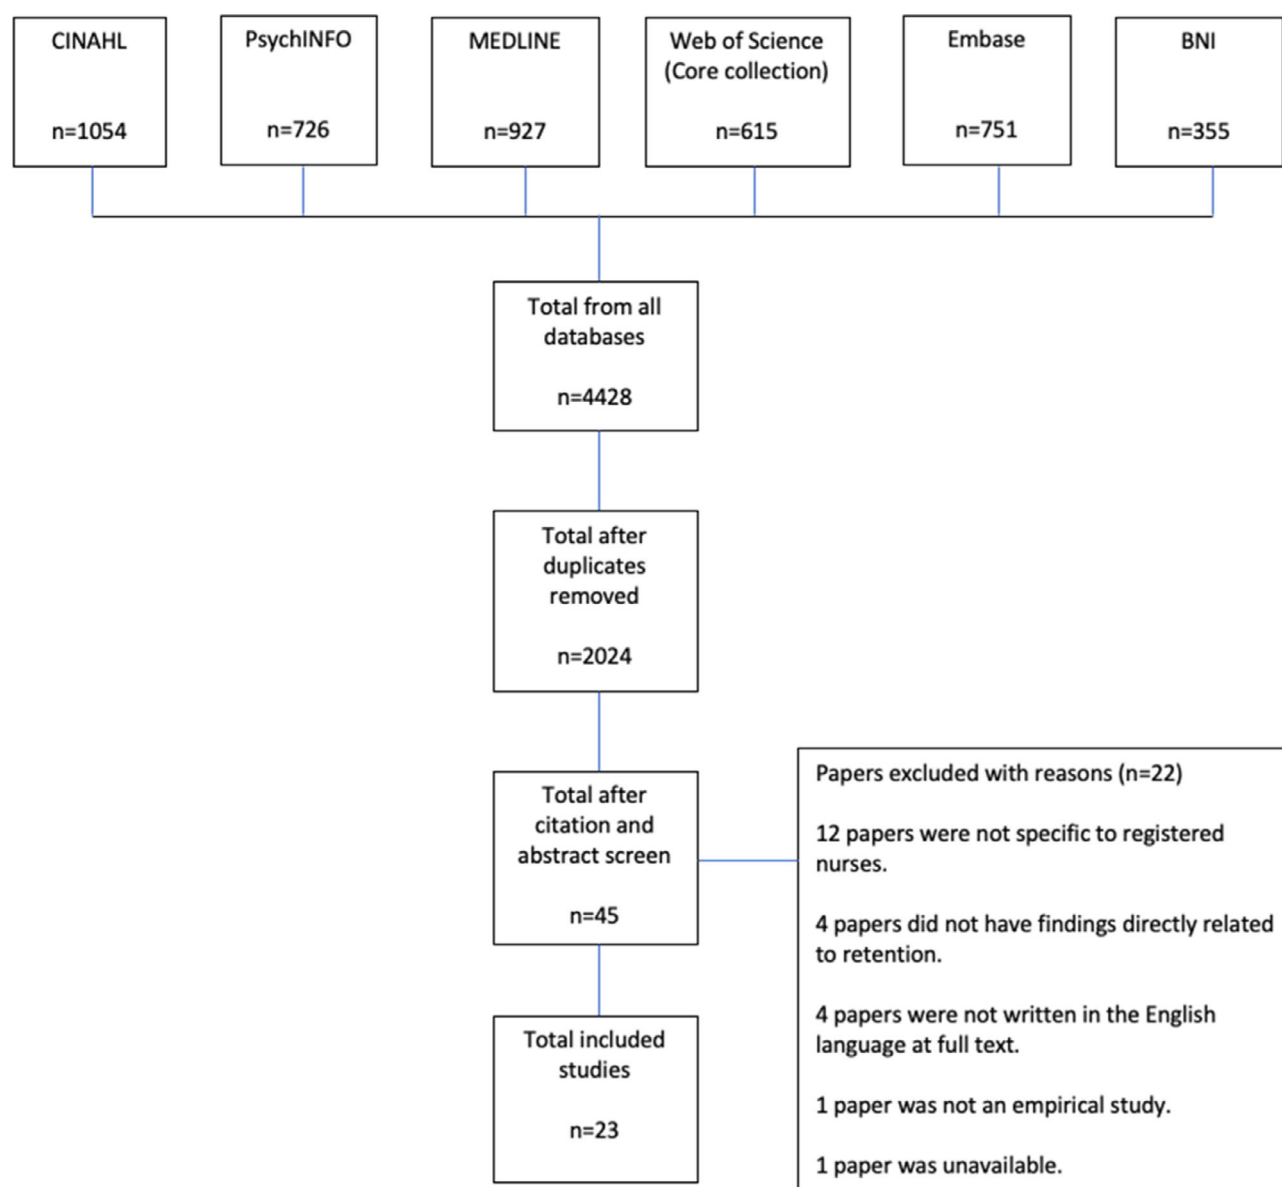 CINAHL
n=1054
PsychINFO
n=726
MEDLINE
n=927
Web of Science
(Core collection)
n=615
Embase
n=751
BNI
n=355
Total from all
databases
n=4428
Total after
duplicates
removed
n=2024
Total after
citation and
abstract screen
n=45
Papers excluded with reasons (n=22)
12 papers were not specific to registered
nurses.
4 papers did not have findings directly related
to retention.
4 papers were not written in the English
language at full text.
1 paper was not an empirical study.
1 paper was unavailable.
Total included
studies
n=23